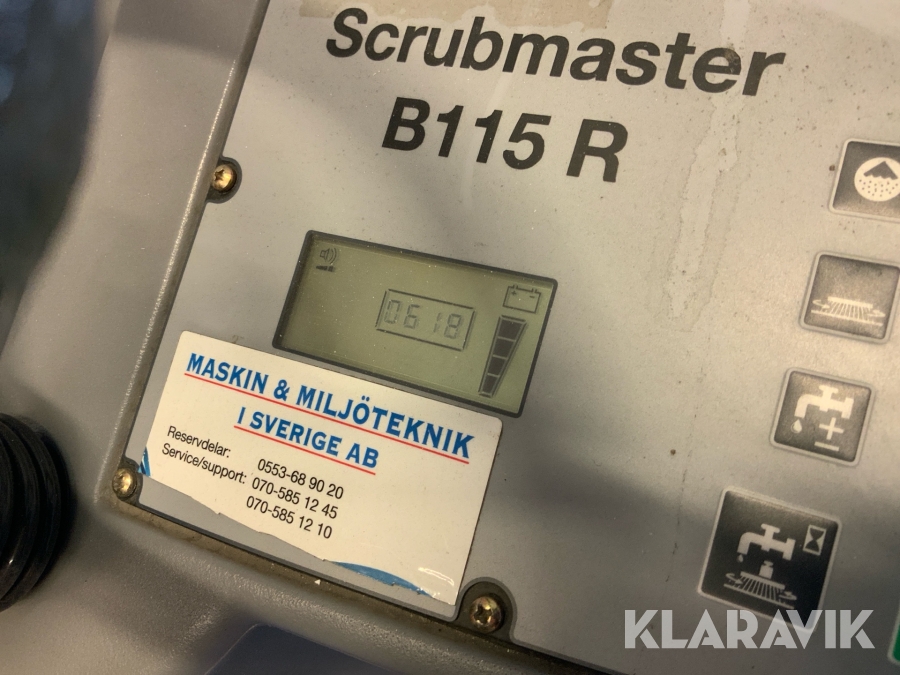 Scrubmaster
B115 R
0618
MASKIN & MILJÖTEKNIK
I SVERIGE AB
Reservdelar: 0553-68 90 20
Service/support: 070-585 12 45
070-585 12 10
KLARAVIK